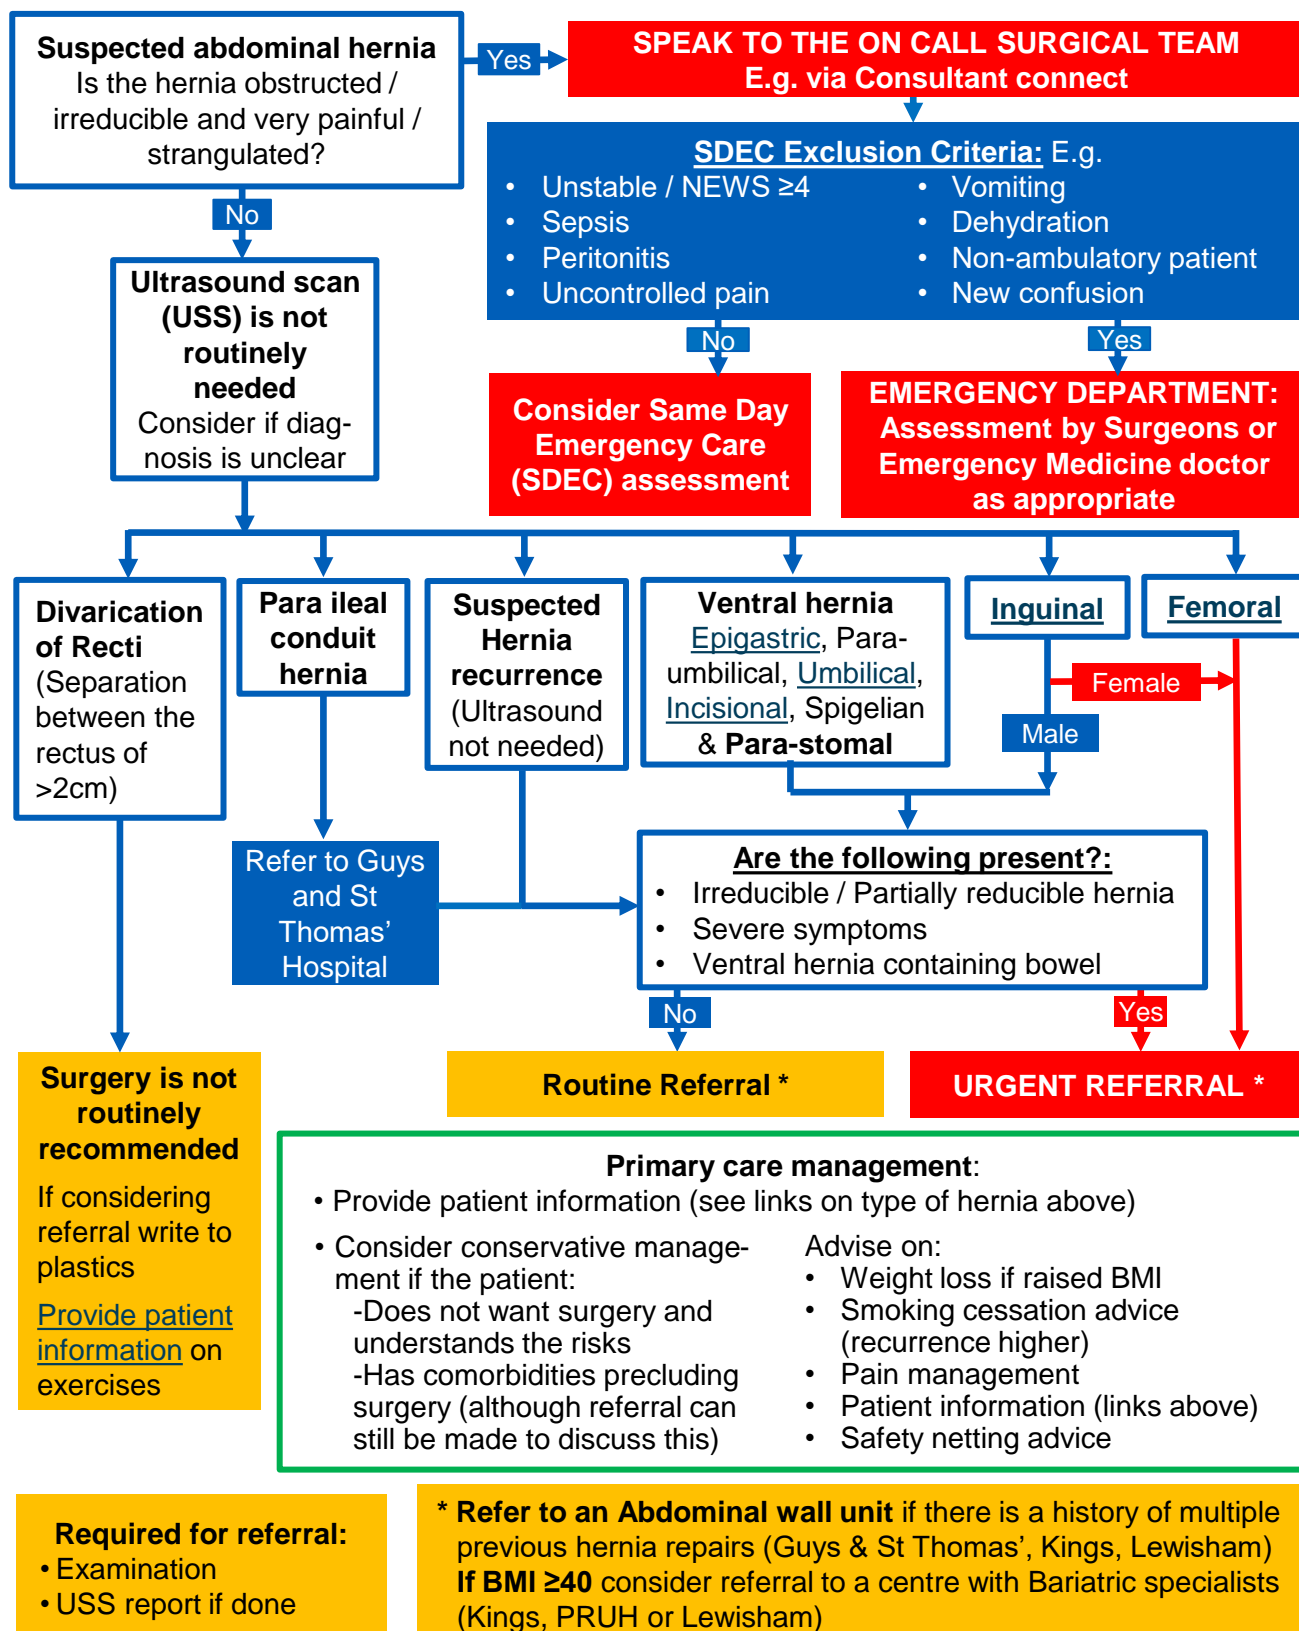 Suspected abdominal hernia
Is the hernia obstructed /
irreducible and very painful /
strangulated?
Yes
SPEAK TO THE ON CALL SURGICAL TEAM
E.g. via Consultant connect
SDEC Exclusion Criteria: E.g.
• Unstable / NEWS ≥4
• Sepsis
• Peritonitis
• Uncontrolled pain
• Vomiting
• Dehydration
• Non-ambulatory patient
• New confusion
No
Ultrasound scan
(USS) is not
routinely
needed
Consider if diag-
nosis is unclear
No
Yes
Consider Same Day
Emergency Care
(SDEC) assessment
EMERGENCY DEPARTMENT:
Assessment by Surgeons or
Emergency Medicine doctor
as appropriate
Divarication
of Recti
(Separation
between the
rectus of
>2cm)
Para ileal
conduit
hernia
Suspected
Hernia
recurrence
(Ultrasound
not needed)
Ventral hernia
Epigastric, Para-
umbilical, Umbilical,
Incisional, Spigelian
& Para-stomal
Inguinal
Femoral
Female
Male
Refer to Guys
and St
Thomas’
Hospital
Are the following present?:
• Irreducible / Partially reducible hernia
• Severe symptoms
• Ventral hernia containing bowel
No
Yes
Routine Referral *
URGENT REFERRAL *
Surgery is not
routinely
recommended
If considering
referral write to
plastics
Provide patient
information on
exercises
Primary care management:
• Provide patient information (see links on type of hernia above)
• Consider conservative manage-
ment if the patient:
-Does not want surgery and
understands the risks
-Has comorbidities precluding
surgery (although referral can
still be made to discuss this)
Advise on:
• Weight loss if raised BMI
• Smoking cessation advice
(recurrence higher)
• Pain management
• Patient information (links above)
• Safety netting advice
Required for referral:
• Examination
• USS report if done
* Refer to an Abdominal wall unit if there is a history of multiple
previous hernia repairs (Guys & St Thomas’, Kings, Lewisham)
If BMI ≥40 consider referral to a centre with Bariatric specialists
(Kings, PRUH or Lewisham)